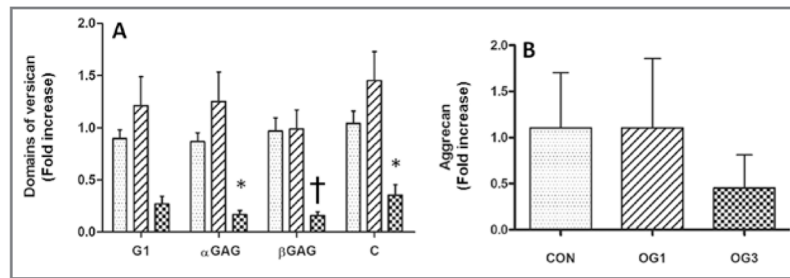 A
Domains of versican
(Fold increase)
2.0
1.5
1.0
0.5
0.0
*
†
*
G1 αGAG βGAG C
B
Aggrecan
(Fold increase)
2.0
1.5
1.0
0.5
0.0
CON OG1 OG3